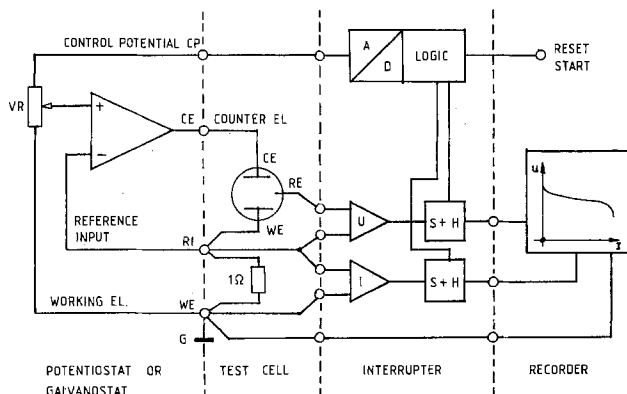 CONTROL POTENTIAL CP
A
D
LOGIC
RESET
START
VR
+
CE
COUNTER EL
-
CE
RE
U
I
REFERENCE
INPUT
RI
WE
U
S+H
1Ω
I
S+H
WORKING EL.
WE
G
POTENTIOSTAT OR
GALVANOSTAT
TEST CELL
INTERRUPTER
RECORDER